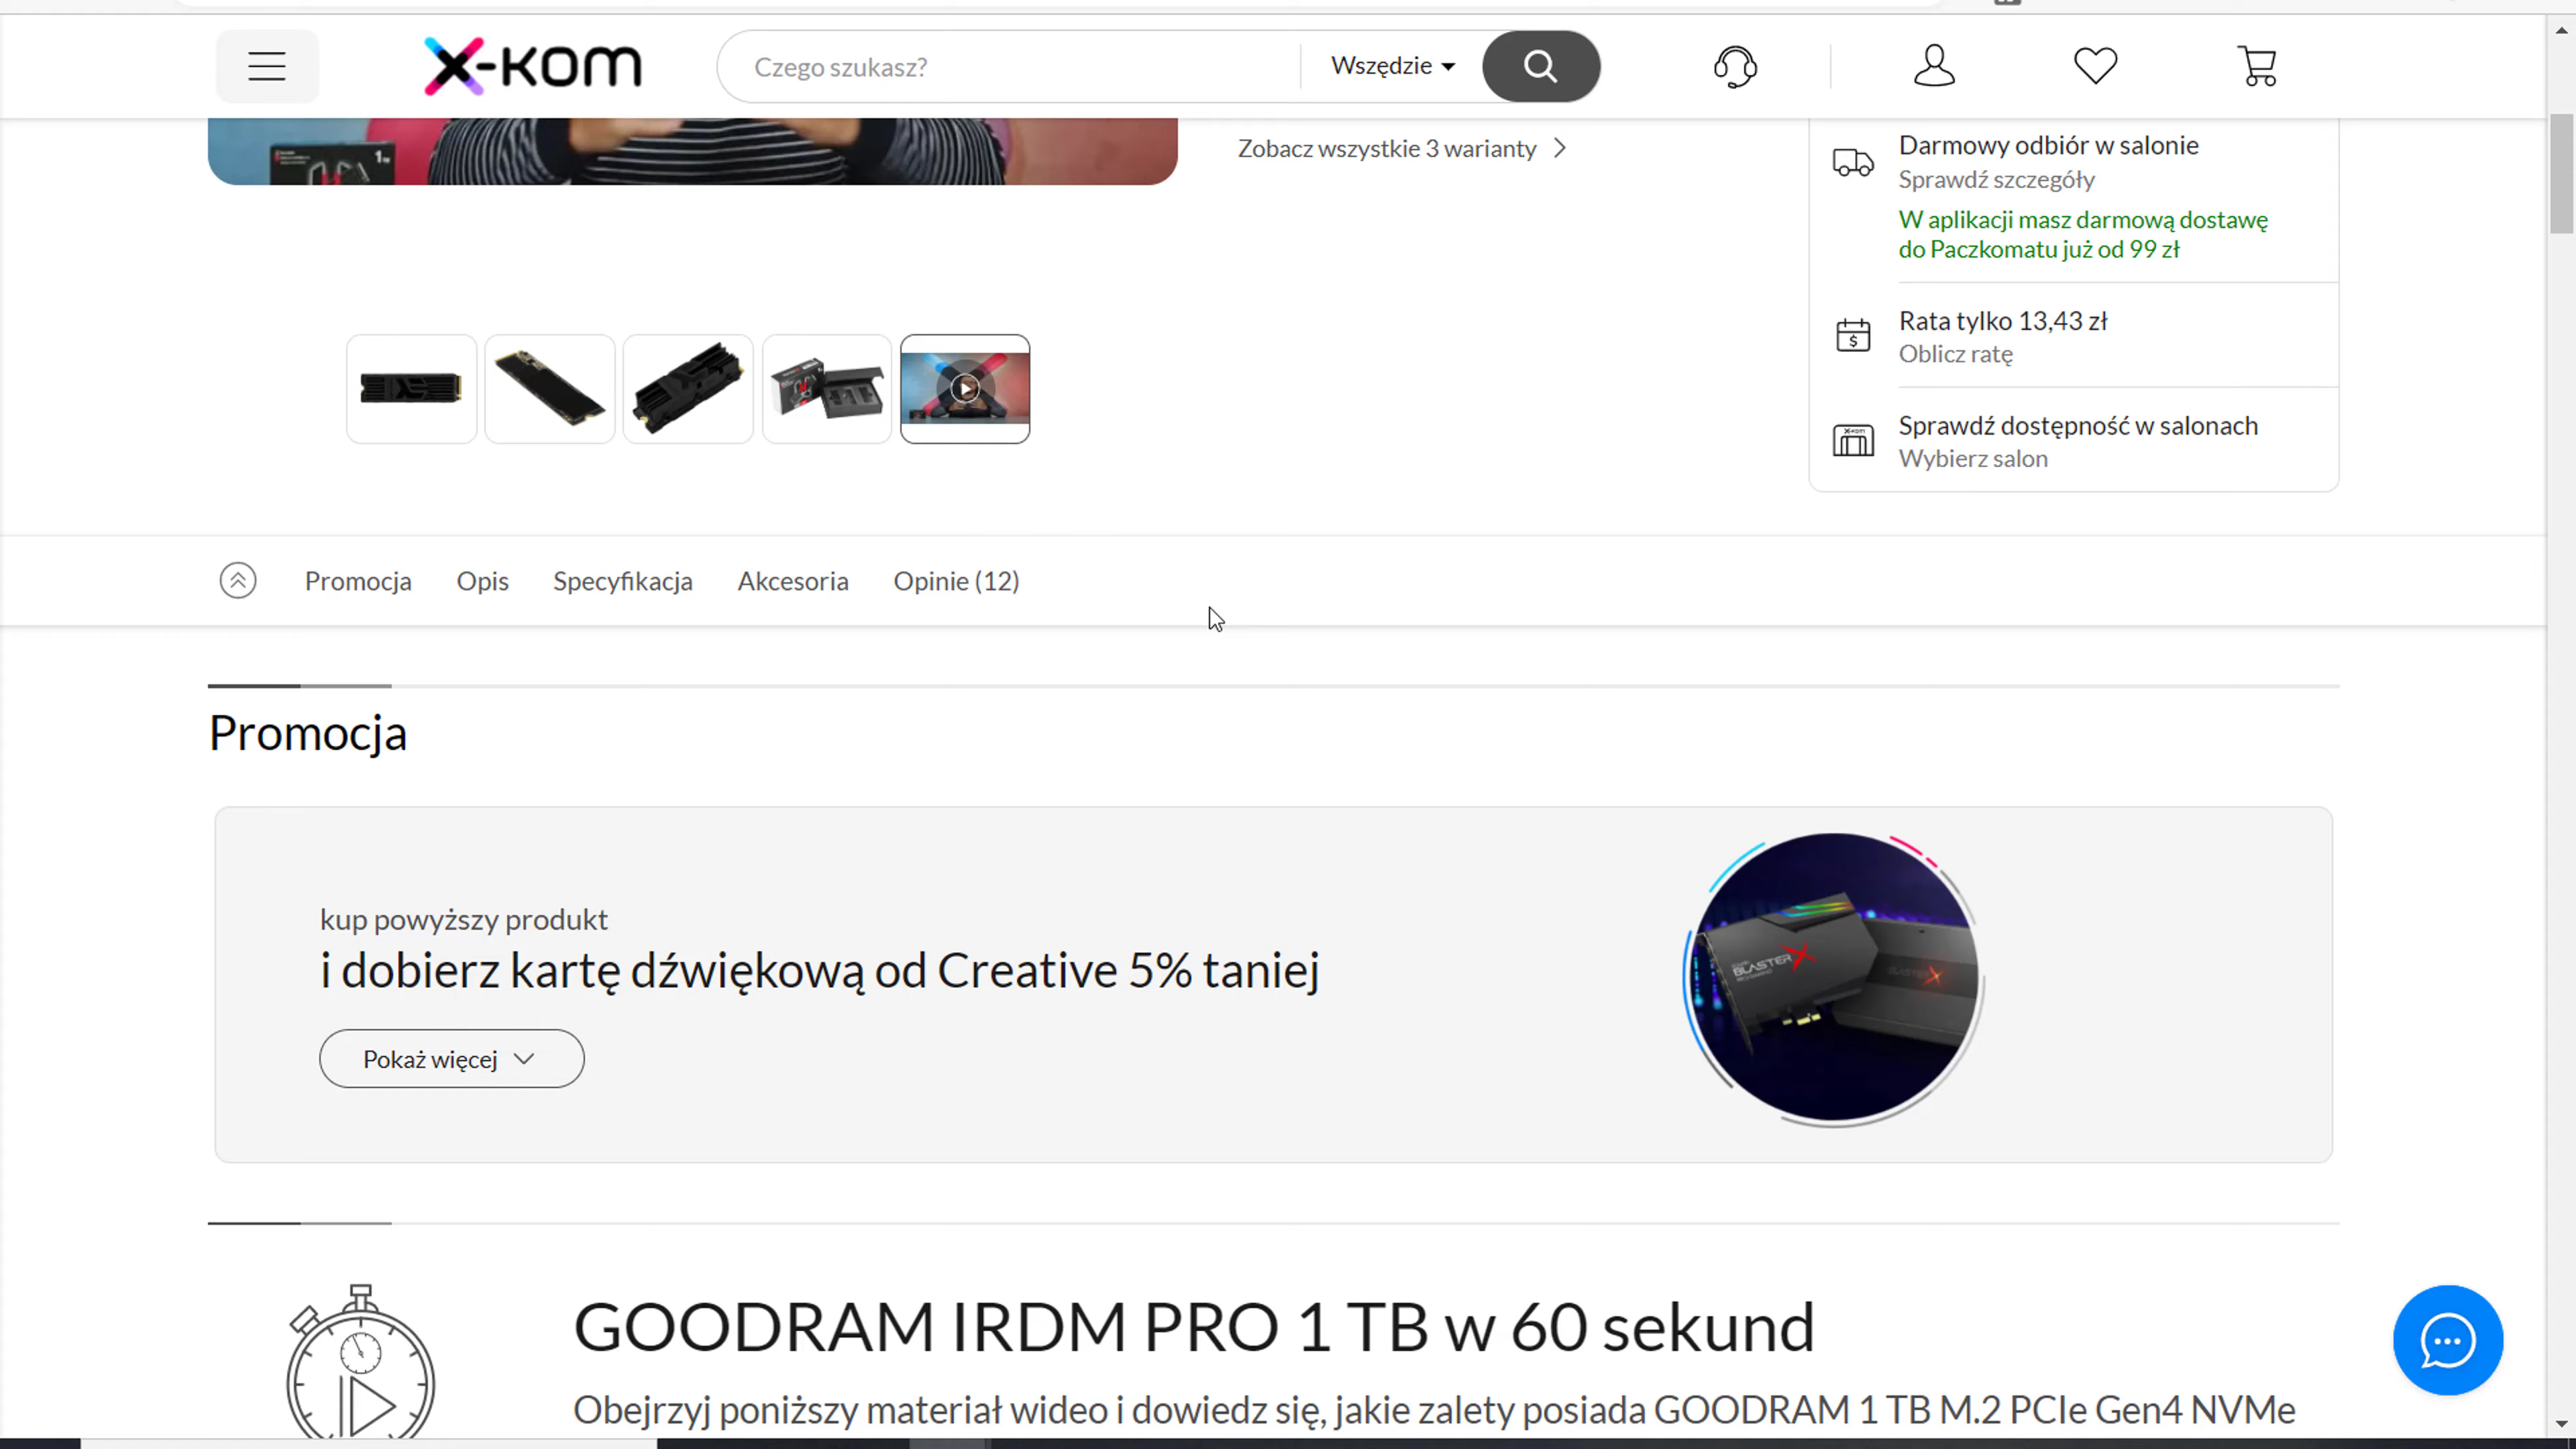 x-kom
Czego szukasz?
Wszędzie
1TB
Zobacz wszystkie 3 warianty
Darmowy odbiór w salonie
Sprawdź szczegóły
W aplikacji masz darmową dostawę
do Paczkomatu już od 99 zł
Rata tylko 13,43 zł
Oblicz ratę
Sprawdź dostępność w salonach
Wybierz salon
Promocja
Opis
Specyfikacja
Akcesoria
Opinie (12)
Promocja
kup powyższy produkt
i dobierz kartę dźwiękową od Creative 5% taniej
BLASTERX
Pokaż więcej
GOODRAM IRDM PRO 1 TB w 60 sekund
Obejrzyj poniższy materiał wideo i dowiedz się, jakie zalety posiada GOODRAM 1 TB M.2 PCIe Gen4 NVMe